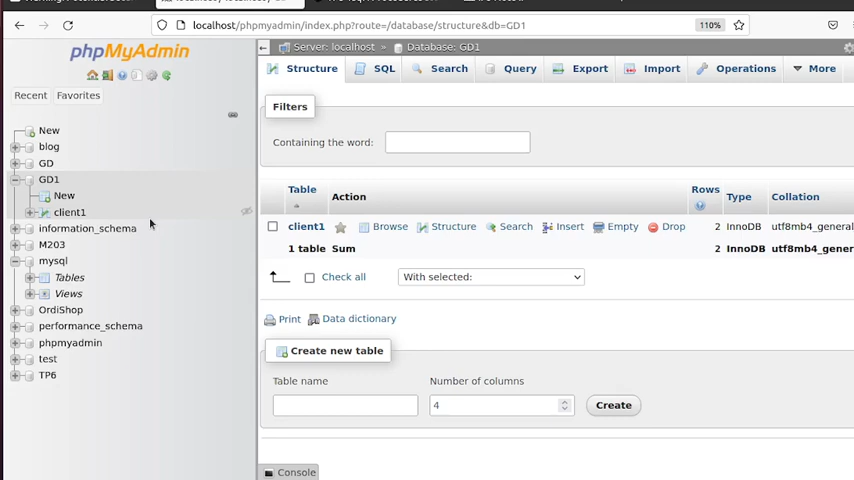 localhost/phpmyadmin/index.php?route=/database/structure&db=GD1
110%
phpMyAdmin
Recent
Favorites
New
blog
GD
GD1
New
client1
information_schema
M203
mysql
Tables
Views
OrdiShop
performance_schema
phpmyadmin
test
TP6
Server: localhost » Database: GD1
Structure SQL Search Query Export Import Operations More
Filters
Containing the word:
Table Action Rows Type Collation
client1 Browse Structure Search Insert Empty Drop 2 InnoDB utf8mb4_general
1 table Sum 2 InnoDB utf8mb4_gener
Check all With selected:
Print Data dictionary
Create new table
Table name Number of columns
4 Create
Console